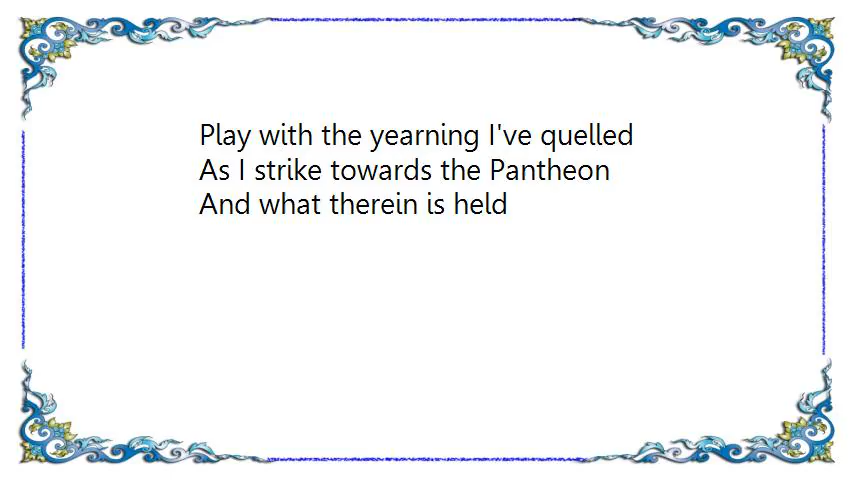 Play with the yearning I've quelled
As I strike towards the Pantheon
And what therein is held